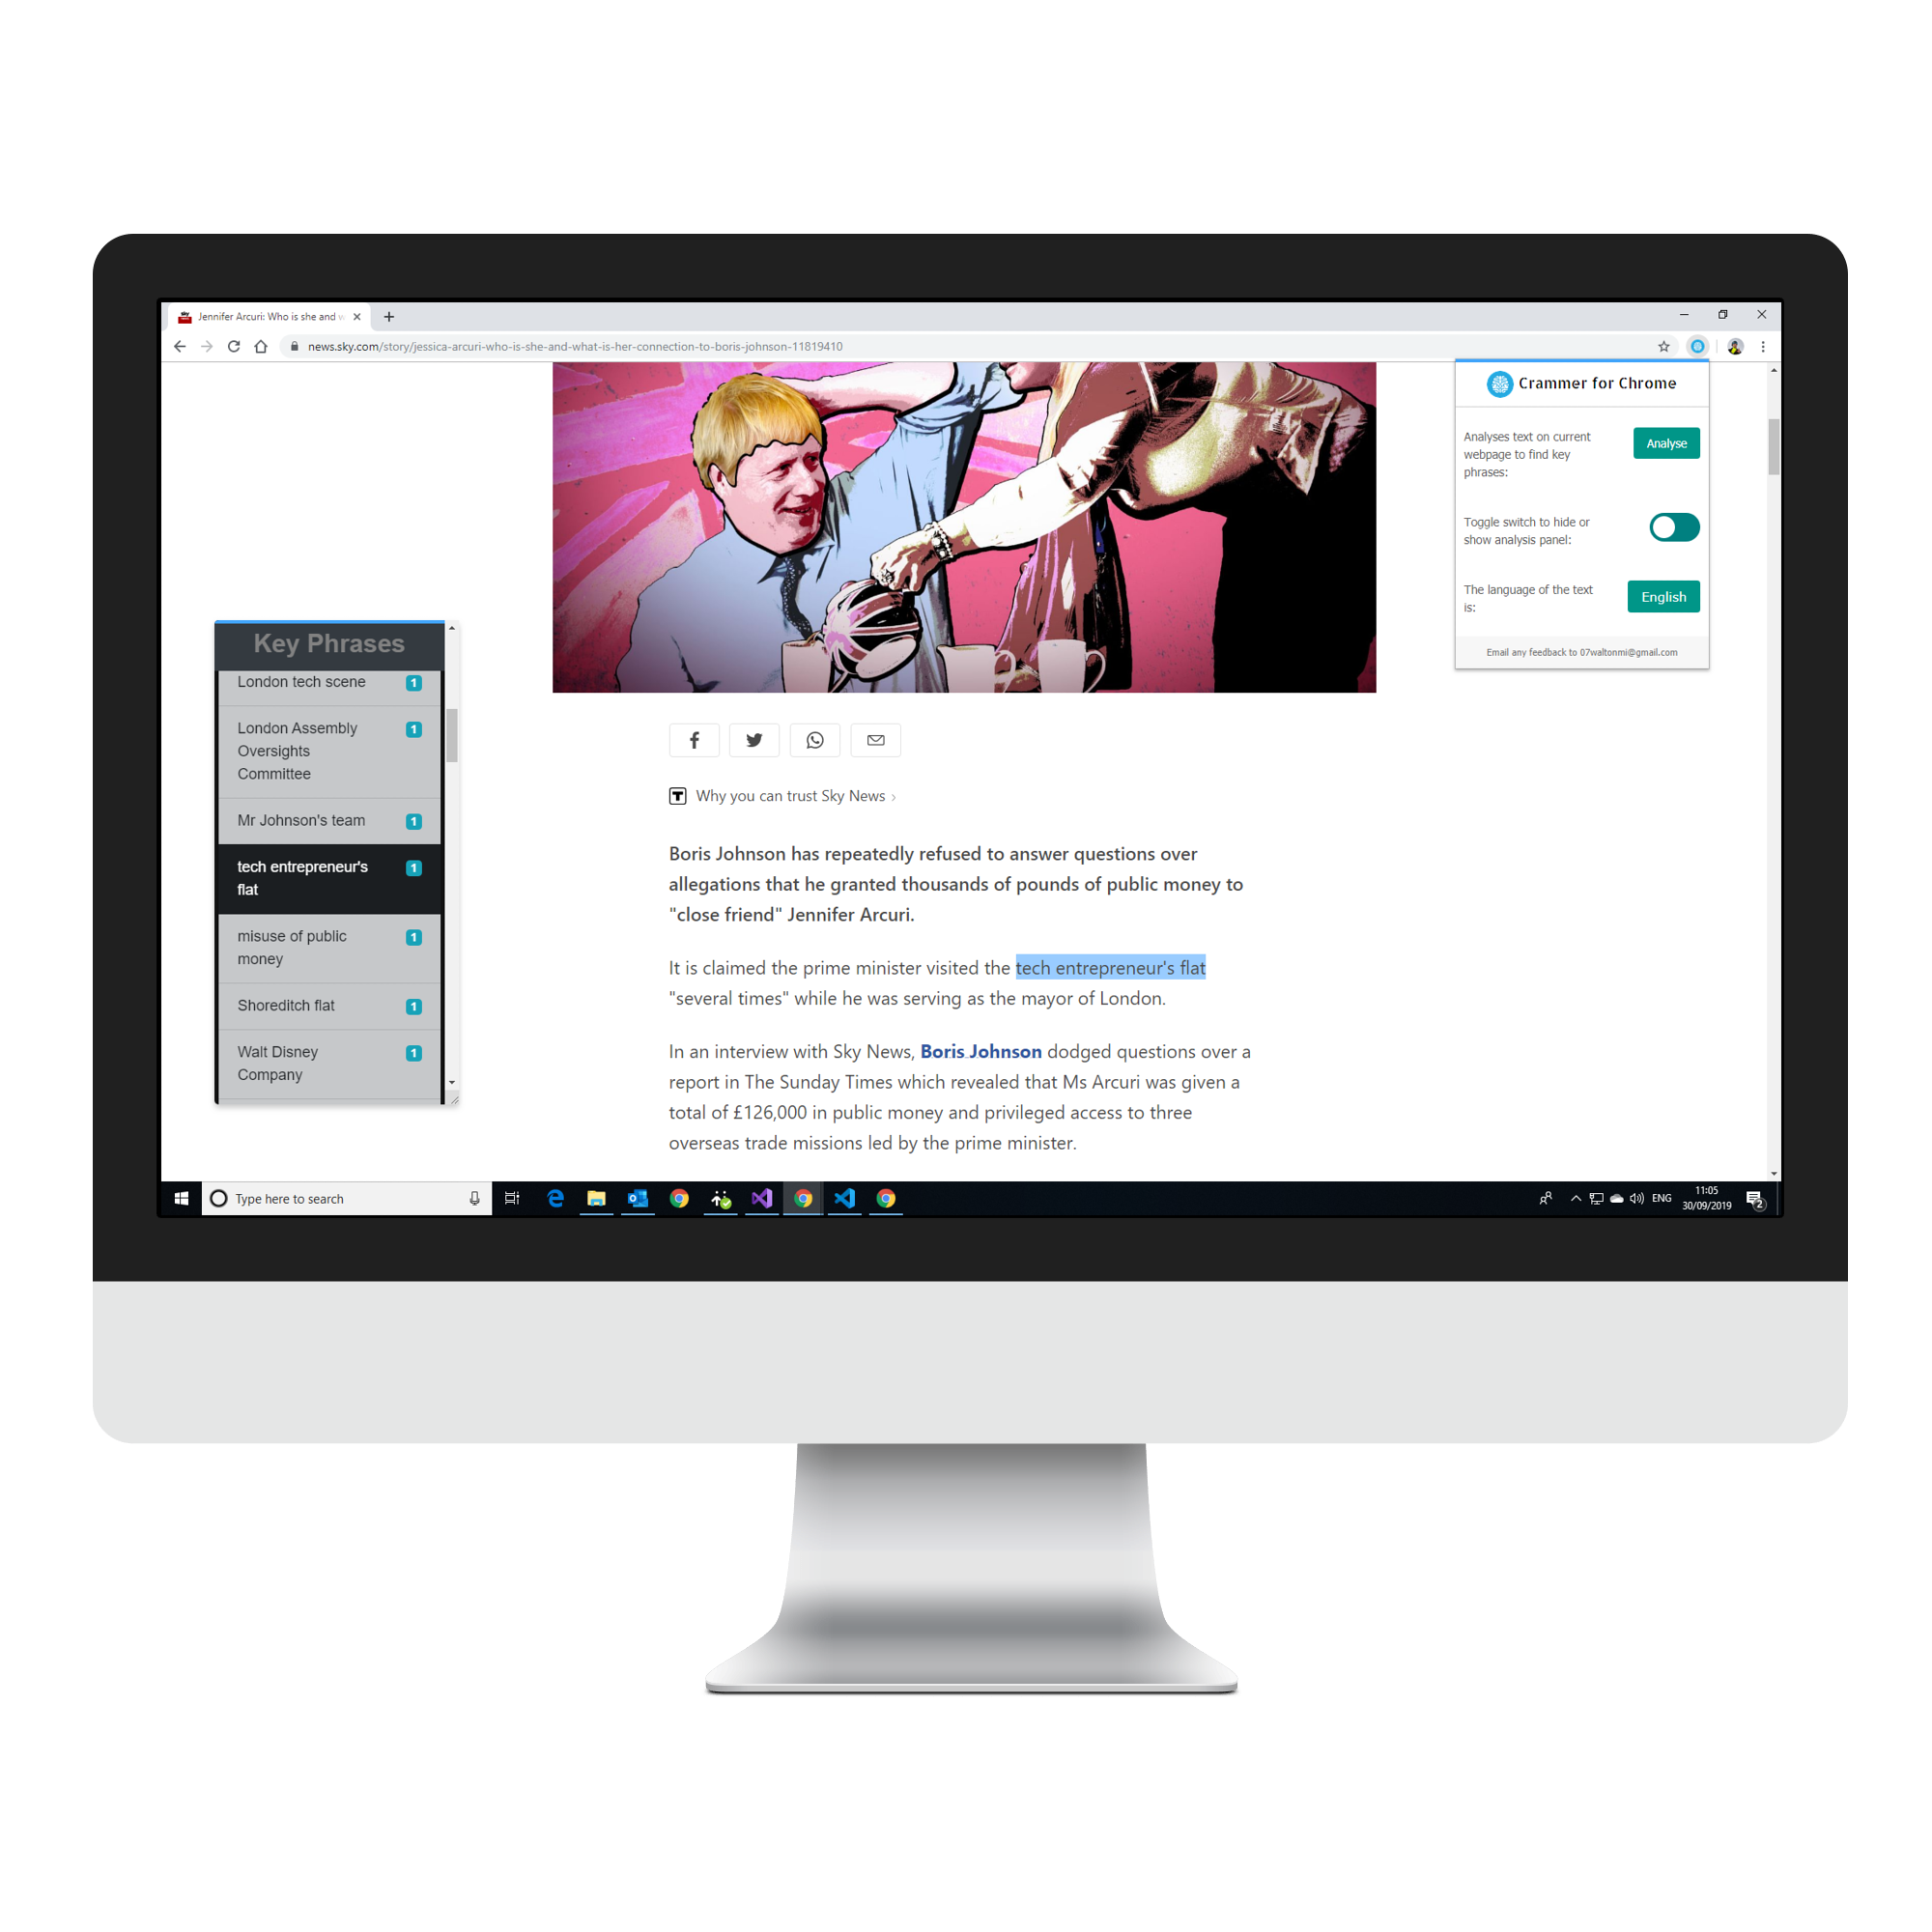 Jennifer Arcuri: Who is she and w
news.sky.com/story/jessica-arcuri-who-is-she-and-what-is-her-connection-to-boris-johnson-11819410
Crammer for Chrome
Analyses text on current
webpage to find key
phrases:
Analyse
Toggle switch to hide or
show analysis panel:
The language of the text
is:
English
Email any feedback to 07waltonmi@gmail.com
Key Phrases
London tech scene 1
London Assembly 1
Oversights
Committee
Mr Johnson's team 1
tech entrepreneur's 1
flat
misuse of public 1
money
Shoreditch flat 1
Walt Disney 1
Company
Why you can trust Sky News
Boris Johnson has repeatedly refused to answer questions over
allegations that he granted thousands of pounds of public money to
"close friend" Jennifer Arcuri.
It is claimed the prime minister visited the tech entrepreneur's flat
"several times" while he was serving as the mayor of London.
In an interview with Sky News, Boris Johnson dodged questions over a
report in The Sunday Times which revealed that Ms Arcuri was given a
total of £126,000 in public money and privileged access to three
overseas trade missions led by the prime minister.
Type here to search
ENG
11:05
30/09/2019
2